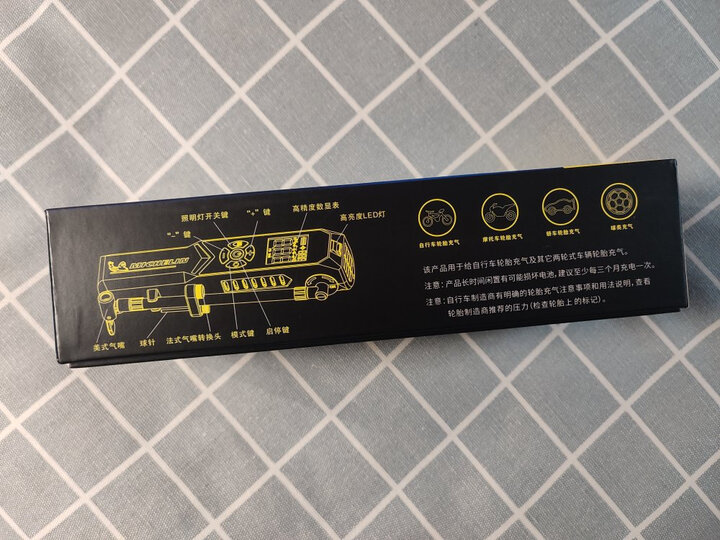 照明灯开关键
"+" 键
高精度数显表
"-" 键
高亮度LED灯
MICHELIN
美式气嘴
球针
法式气嘴转换头
模式键
启停键
自行车轮胎充气
摩托车轮胎充气
轿车轮胎充气
球类充气
该产品用于给自行车轮胎充气及其它两轮式车辆轮胎充气。
注意:产品长时间闲置有可能损坏电池,建议至少每三个月充电一次。
注意:自行车制造商有明确的轮胎充气注意事项和用法说明,查看
轮胎制造商推荐的压力(检查轮胎上的标记)。